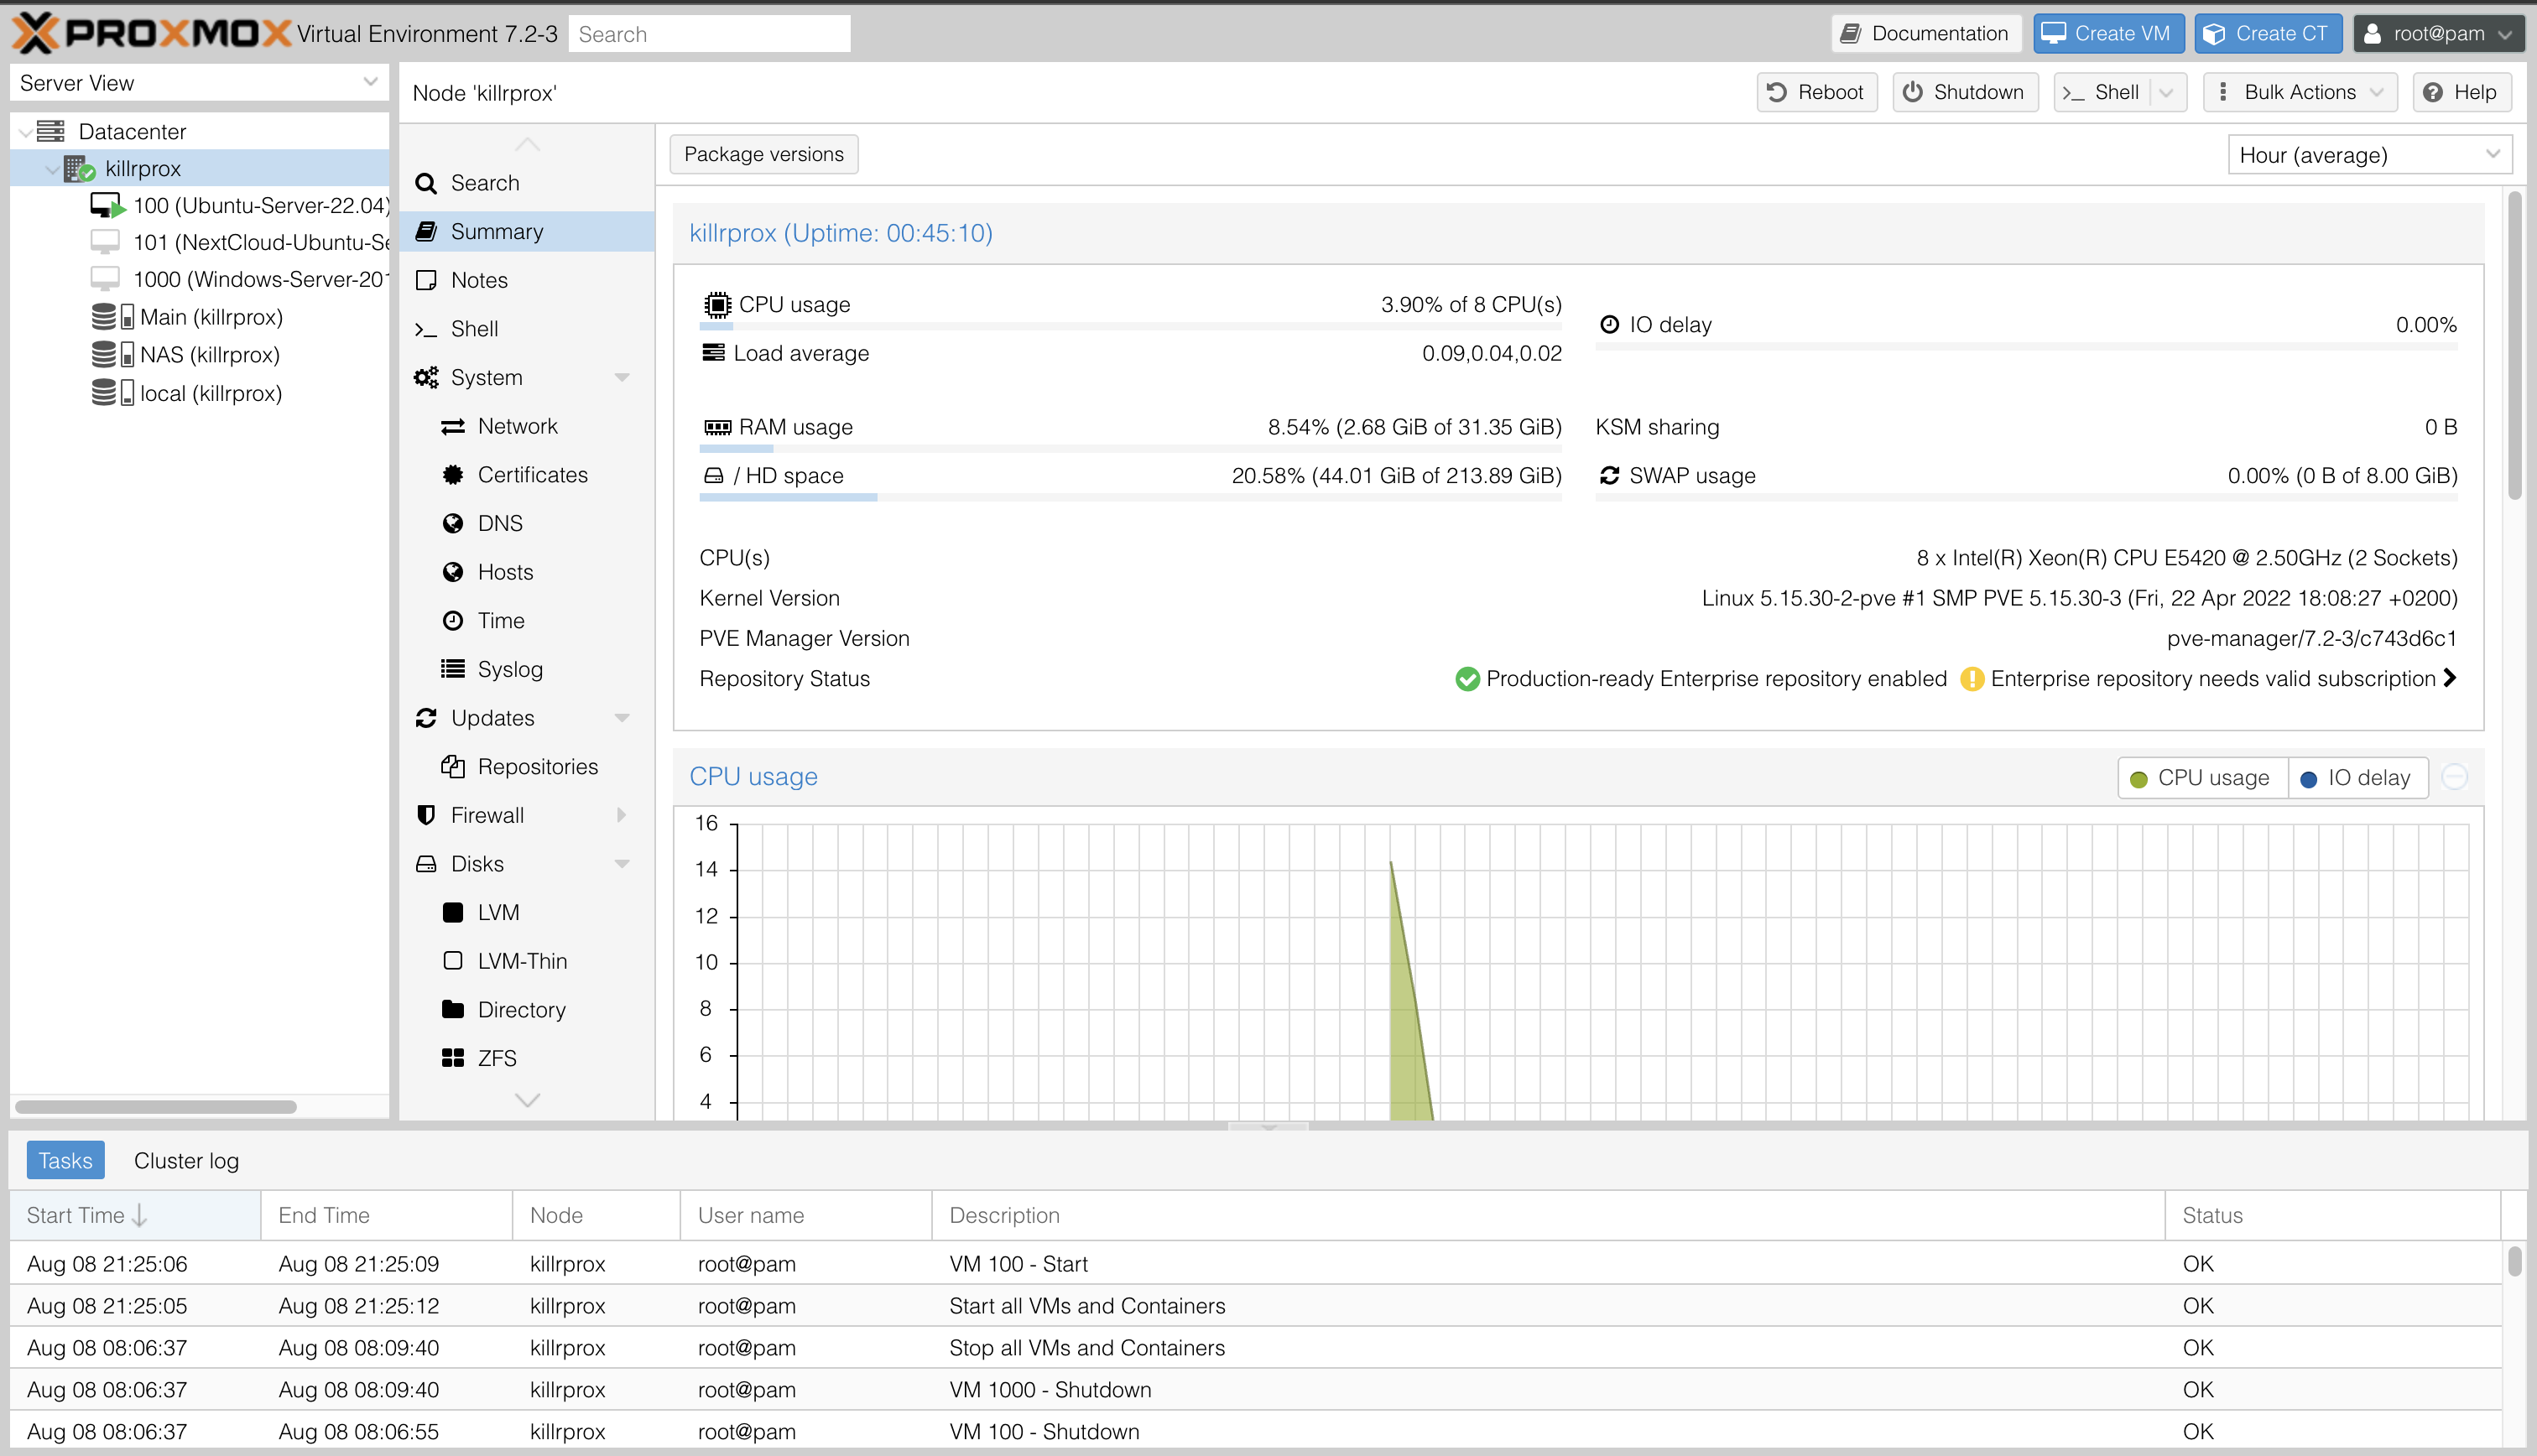 PROXMOX Virtual Environment 7.2-3 Search Documentation Create VM Create CT root@pam
Server View
Datacenter
killrprox
100 (Ubuntu-Server-22.04)
101 (NextCloud-Ubuntu-Se
1000 (Windows-Server-201
Main (killrprox)
NAS (killrprox)
local (killrprox)
Node 'killrprox' Reboot Shutdown >_ Shell Bulk Actions Help
Search
Summary
Notes
>_ Shell
System
Network
Certificates
DNS
Hosts
Time
Syslog
Updates
Repositories
Firewall
Disks
LVM
LVM-Thin
Directory
ZFS
Package versions Hour (average)
killrprox (Uptime: 00:45:10)
CPU usage 3.90% of 8 CPU(s)
IO delay 0.00%
Load average 0.09,0.04,0.02
RAM usage 8.54% (2.68 GiB of 31.35 GiB)
KSM sharing 0 B
/ HD space 20.58% (44.01 GiB of 213.89 GiB)
SWAP usage 0.00% (0 B of 8.00 GiB)
CPU(s) 8 x Intel(R) Xeon(R) CPU E5420 @ 2.50GHz (2 Sockets)
Kernel Version Linux 5.15.30-2-pve #1 SMP PVE 5.15.30-3 (Fri, 22 Apr 2022 18:08:27 +0200)
PVE Manager Version pve-manager/7.2-3/c743d6c1
Repository Status Production-ready Enterprise repository enabled Enterprise repository needs valid subscription
CPU usage CPU usage IO delay
16
14
12
10
8
6
4
Tasks Cluster log
Start Time End Time Node User name Description Status
Aug 08 21:25:06 Aug 08 21:25:09 killrprox root@pam VM 100 - Start OK
Aug 08 21:25:05 Aug 08 21:25:12 killrprox root@pam Start all VMs and Containers OK
Aug 08 08:06:37 Aug 08 08:09:40 killrprox root@pam Stop all VMs and Containers OK
Aug 08 08:06:37 Aug 08 08:09:40 killrprox root@pam VM 1000 - Shutdown OK
Aug 08 08:06:37 Aug 08 08:06:55 killrprox root@pam VM 100 - Shutdown OK